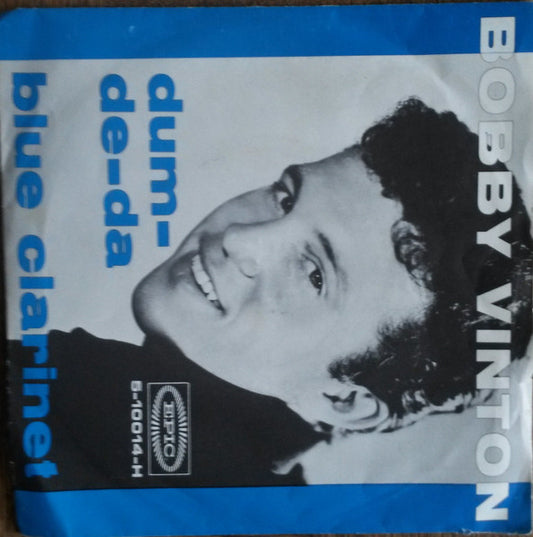 BOBBY VINTON
dum-
de-da
blue clarinet
EPIC
5-10014-H